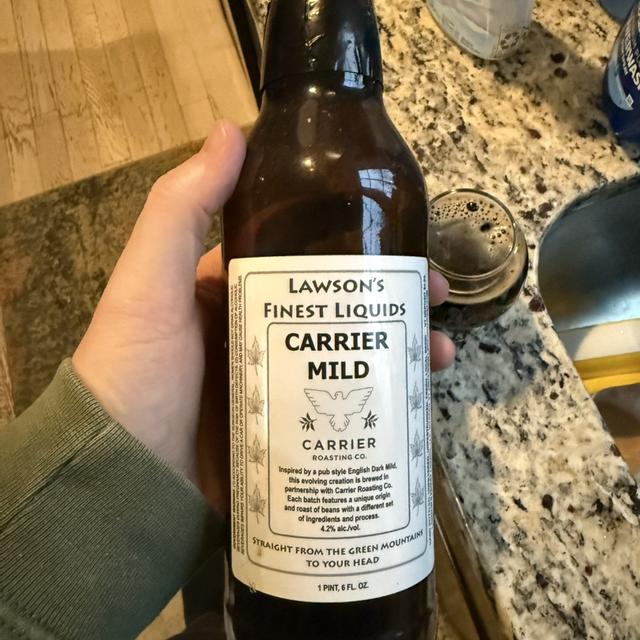 LAWSON'S
FINEST LIQUIDS
CARRIER
MILD
CARRIER
ROASTING CO.
Inspired by a pub style English Dark Mild,
this evolving creation is brewed in
partnership with Carrier Roasting Co.
Each batch features a unique origin
and roast of beans with a different set
of ingredients and process.
4.2% alc./vol.
STRAIGHT FROM THE GREEN MOUNTAINS
TO YOUR HEAD
1 PINT, 6 FL. OZ.